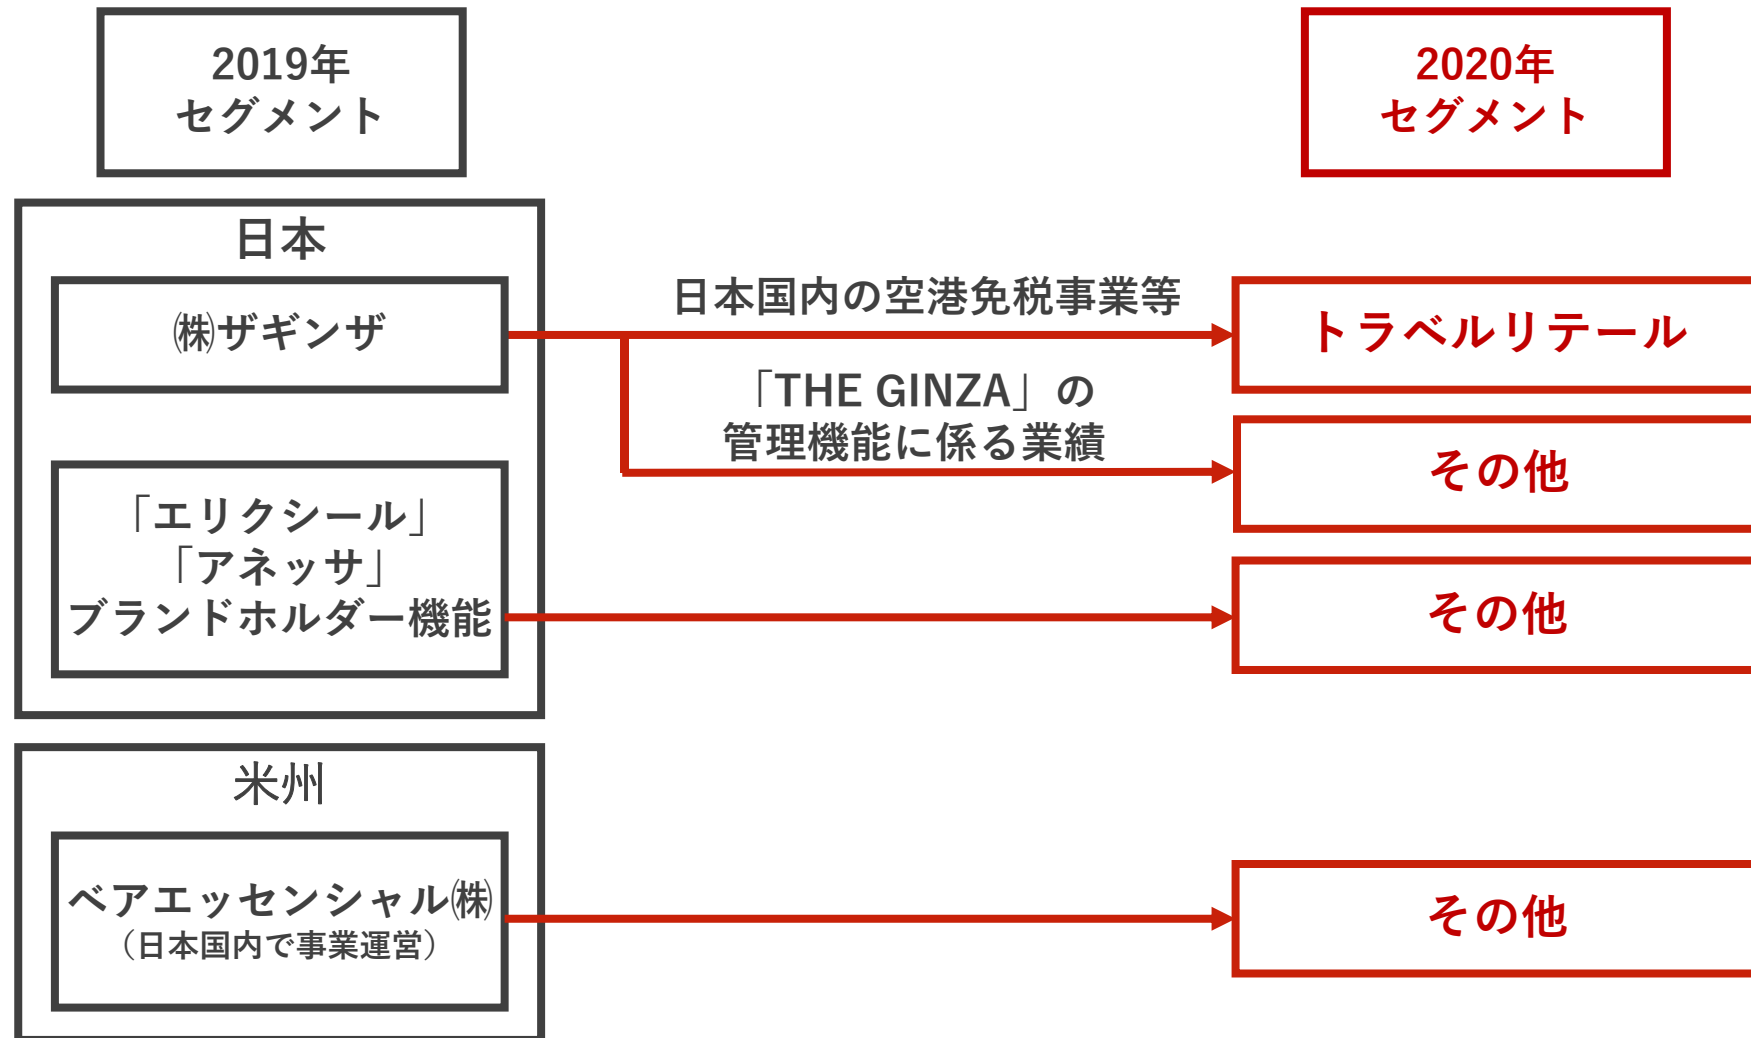 2019年
セグメント
2020年
セグメント
日本
㈱ザギンザ
日本国内の空港免税事業等
トラベルリテール
「THE GINZA」の
管理機能に係る業績
その他
「エリクシール」
「アネッサ」
ブランドホルダー機能
その他
米州
ベアエッセンシャル㈱
（日本国内で事業運営）
その他